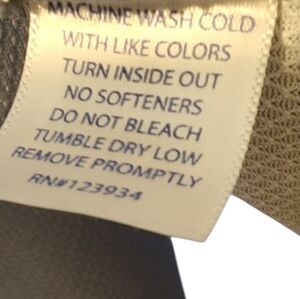 MACHINE WASH COLD
WITH LIKE COLORS
TURN INSIDE OUT
NO SOFTENERS
DO NOT BLEACH
TUMBLE DRY LOW
REMOVE PROMPTLY
RN#123934